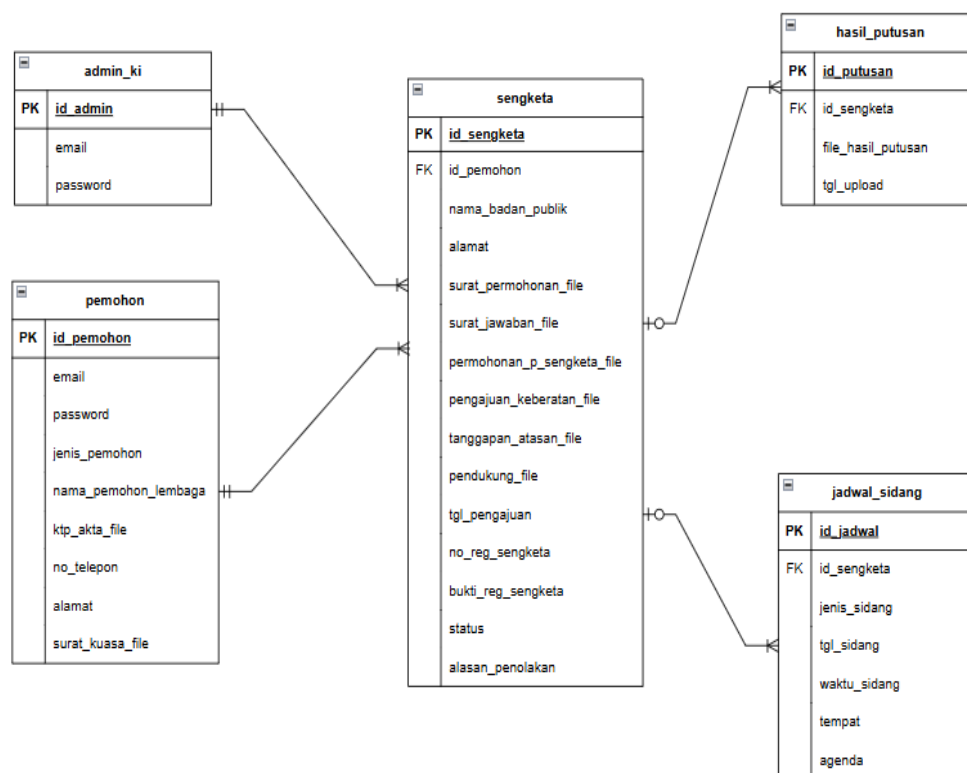 admin_ki
PK id_admin
email
password
pemohon
PK id_pemohon
email
password
jenis_pemohon
nama_pemohon_lembaga
ktp_akta_file
no_telepon
alamat
surat_kuasa_file
sengketa
PK id_sengketa
FK id_pemohon
nama_badan_publik
alamat
surat_permohonan_file
surat_jawaban_file
permohonan_p_sengketa_file
pengajuan_keberatan_file
tanggapan_atasan_file
pendukung_file
tgl_pengajuan
no_reg_sengketa
bukti_reg_sengketa
status
alasan_penolakan
hasil_putusan
PK id_putusan
FK id_sengketa
file_hasil_putusan
tgl_upload
jadwal_sidang
PK id_jadwal
FK id_sengketa
jenis_sidang
tgl_sidang
waktu_sidang
tempat
agenda